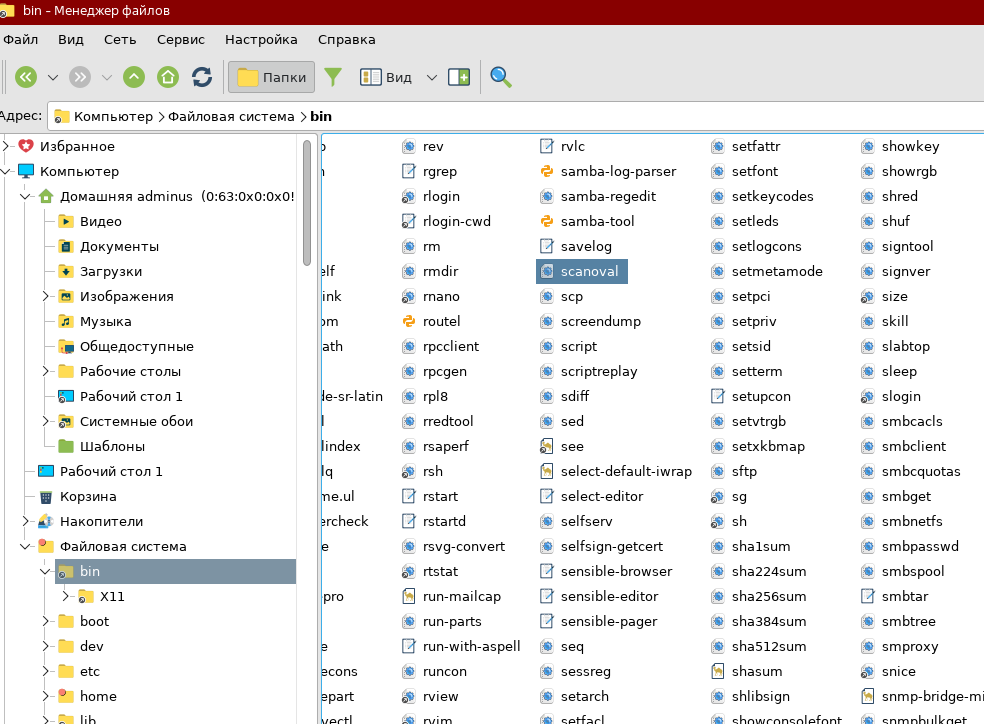 bin – Менеджер файлов
Файл Вид Сеть Сервис Настройка Справка
Папки Вид
Адрес: Компьютер Файловая система bin
Избранное
Компьютер
Домашняя adminus (0:63:0x0:0x0!
Видео
Документы
Загрузки
Изображения
Музыка
Общедоступные
Рабочие столы
Рабочий стол 1
Системные обои
Шаблоны
Рабочий стол 1
Корзина
Накопители
Файловая система
bin
X11
boot
dev
etc
home
lib
elf
ink
om
ath
de-sr-latin
lindex
lq
me.ul
ercheck
e
pro
e
econs
epart
vectl
rev
rgrep
rlogin
rlogin-cwd
rm
rmdir
rnano
routel
rpcclient
rpcgen
rpl8
rredtool
rsaperf
rsh
rstart
rstartd
rsvg-convert
rtstat
run-mailcap
run-parts
run-with-aspell
runcon
rview
rvim
rvlc
samba-log-parser
samba-regedit
samba-tool
savelog
scanoval
scp
screendump
script
scriptreplay
sdiff
sed
see
select-default-iwrap
select-editor
selfserv
selfsign-getcert
sensible-browser
sensible-editor
sensible-pager
seq
sessreg
setarch
setfacl
setfattr
setfont
setkeycodes
setleds
setlogcons
setmetamode
setpci
setpriv
setsid
setterm
setupcon
setvtrgb
setxkbmap
sftp
sg
sh
sha1sum
sha224sum
sha256sum
sha384sum
sha512sum
shasum
shlibsign
showconsolefont
showkey
showrgb
shred
shuf
signtool
signver
size
skill
slabtop
sleep
slogin
smbcacls
smbclient
smbcquotas
smbget
smbnetfs
smbpasswd
smbspool
smbtar
smbtree
smproxy
snice
snmp-bridge-mi
snmpbulkget